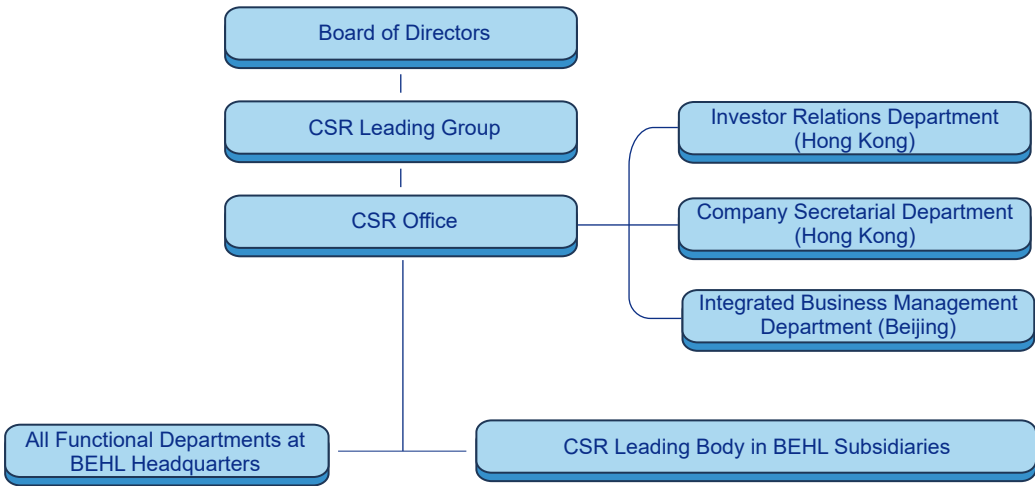 Board of Directors
CSR Leading Group
CSR Office
Investor Relations Department
(Hong Kong)
Company Secretarial Department
(Hong Kong)
Integrated Business Management
Department (Beijing)
All Functional Departments at
BEHL Headquarters
CSR Leading Body in BEHL Subsidiaries